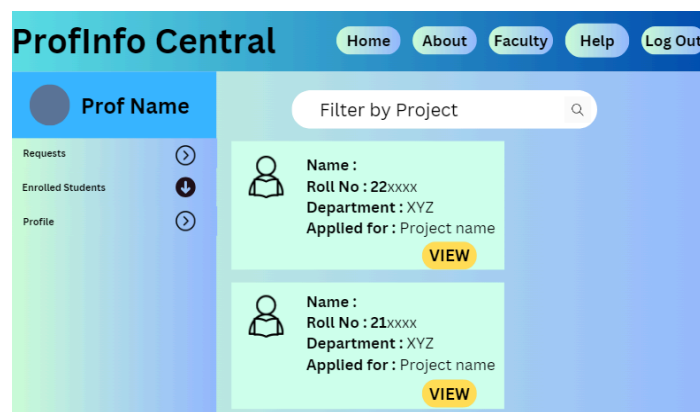 ProfInfo Central
Home
About
Faculty
Help
Log Out
Prof Name
Requests
Enrolled Students
Profile
Filter by Project
Name :
Roll No : 22xxxx
Department : XYZ
Applied for : Project name
VIEW
Name :
Roll No : 21xxxx
Department : XYZ
Applied for : Project name
VIEW